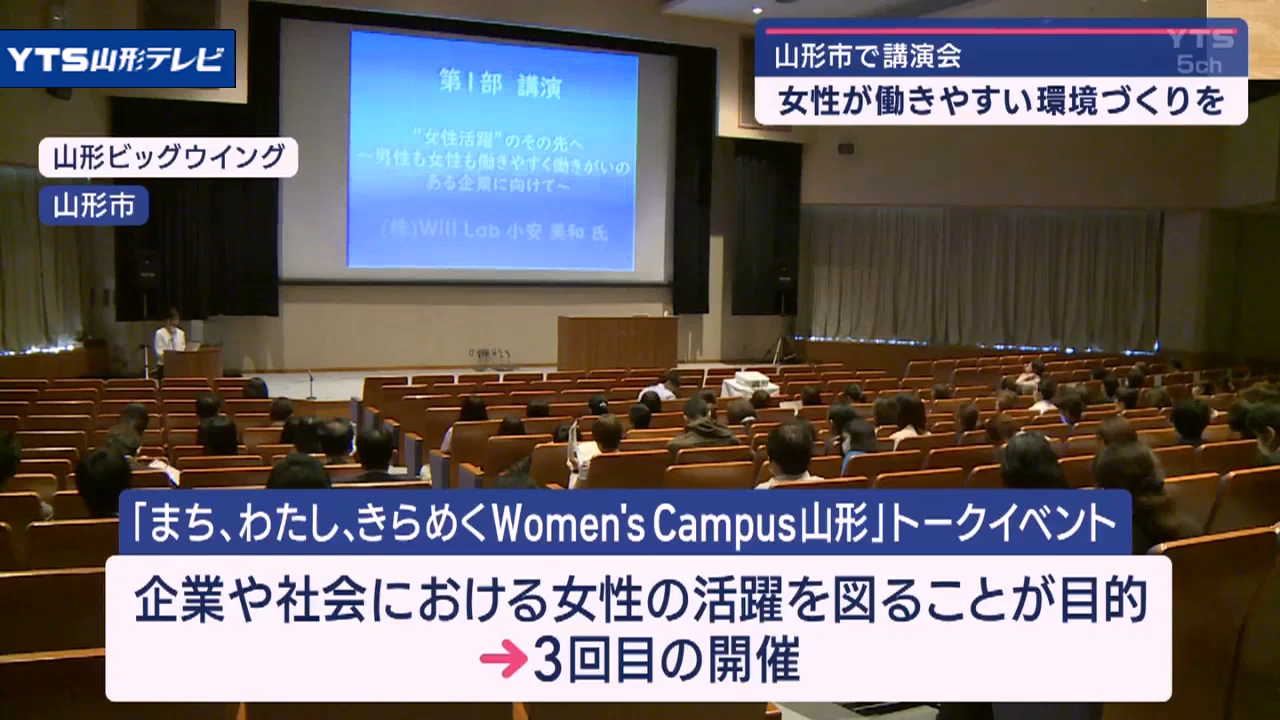 YTS山形テレビ
YTS
5ch
山形市で講演会
女性が働きやすい環境づくりを
山形ビッグウイング
山形市
第1部 講演
"女性活躍"のその先へ
～男性も女性も働きやすく働きがいの
ある企業に向けて～
(株)Will Lab 小安 美和 氏
「まち、わたし、きらめくWomen's Campus山形」トークイベント
企業や社会における女性の活躍を図ることが目的
→3回目の開催